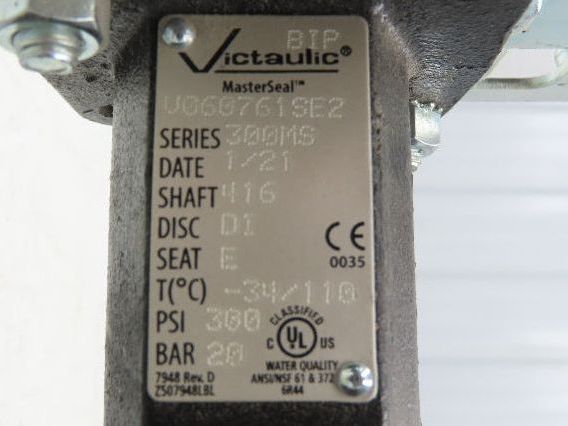 BIP
Victaulic®
MasterSeal™
V060761SE2
SERIES 300MS
DATE 1/21
SHAFT 416
DISC DI
SEAT E
CE
0035
T(°C) -34/110
PSI 300
BAR 20
CLASSIFIED
C UL US
WATER QUALITY
ANSI/NSF 61 & 372
6R44
7948 Rev. D
Z507948LBL